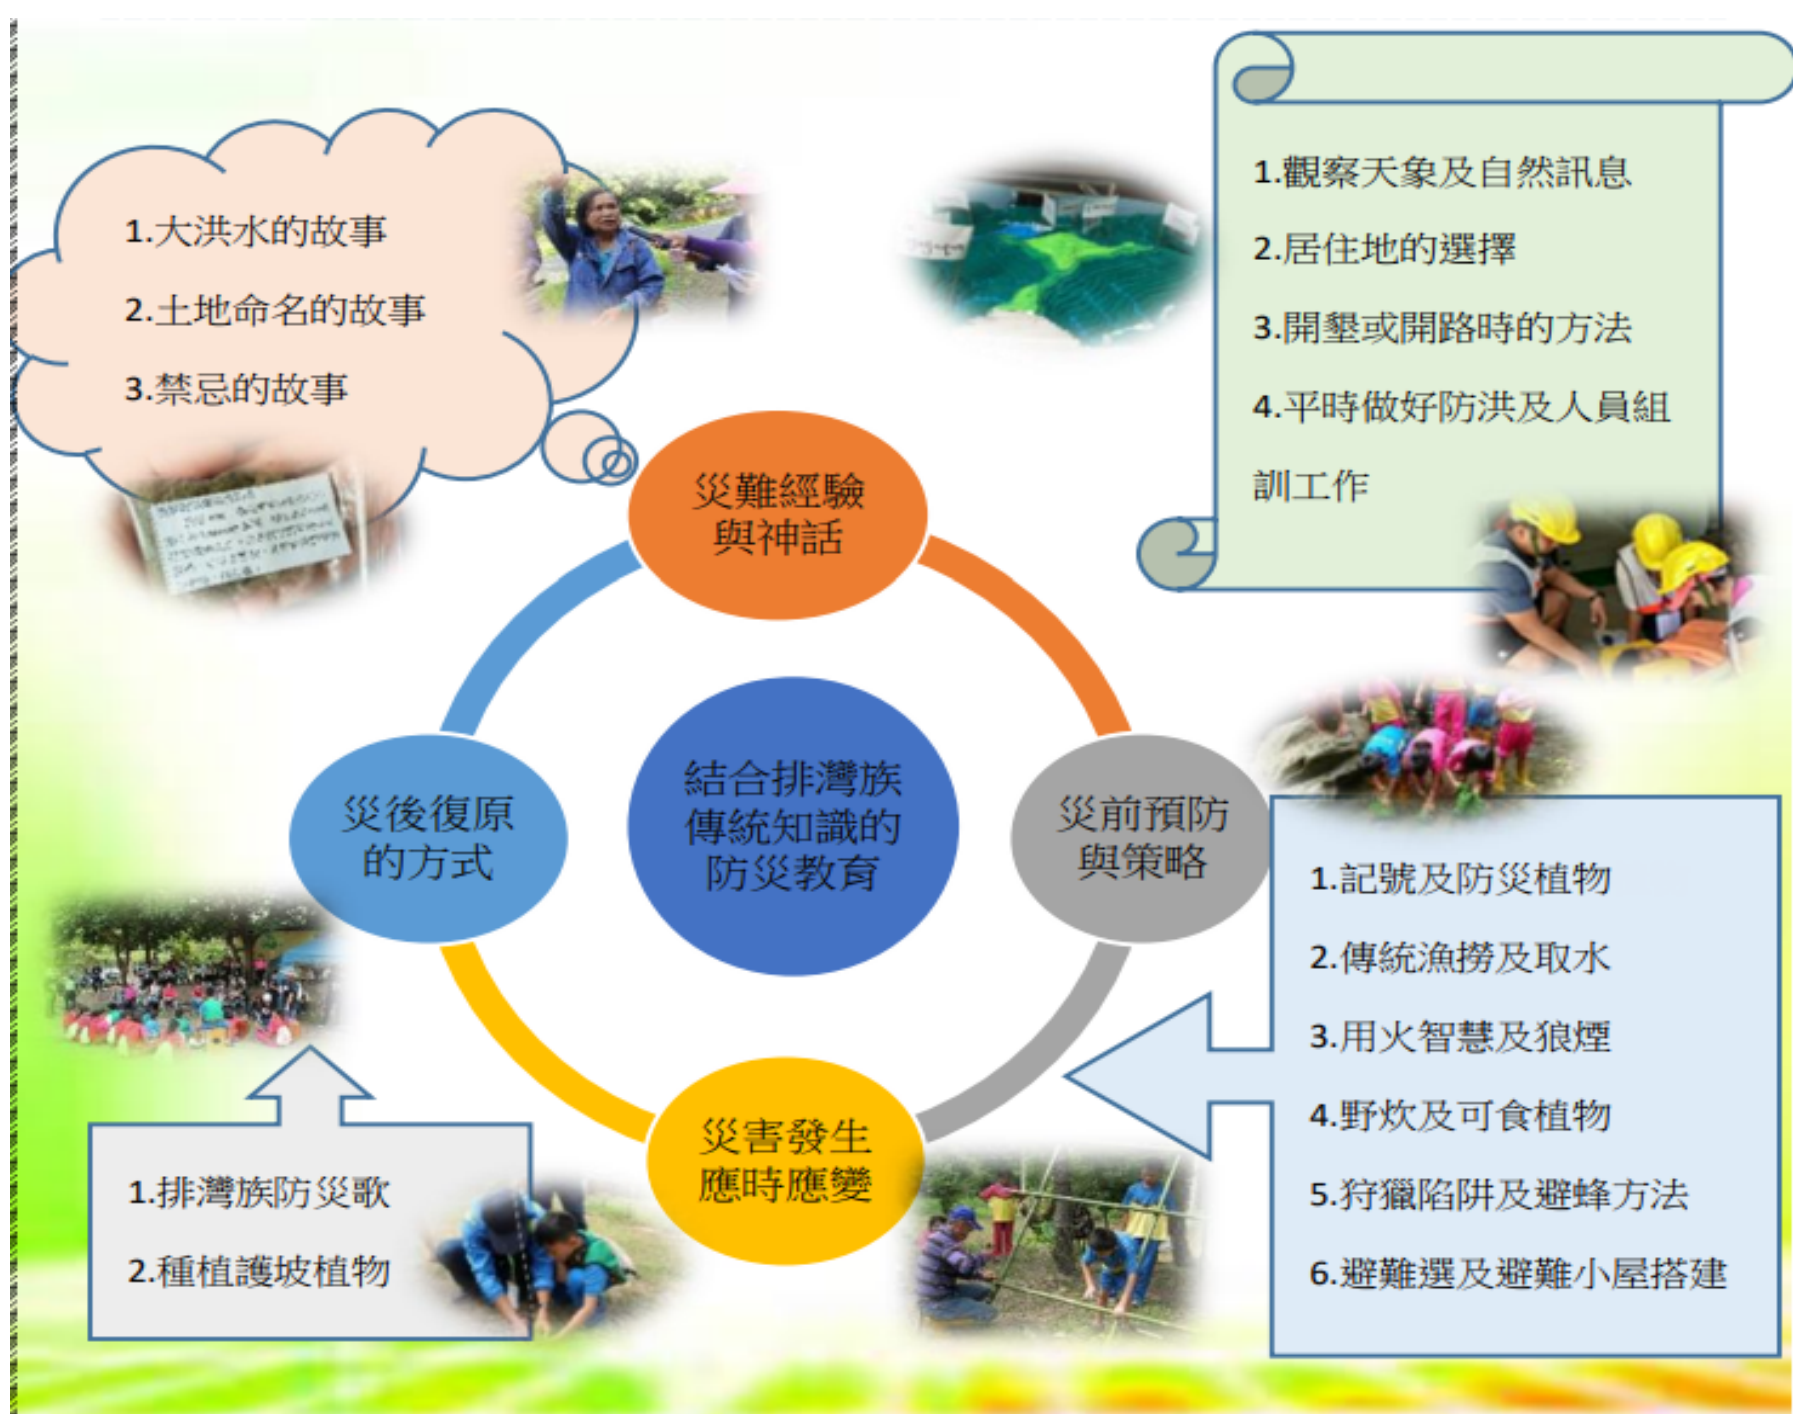 1.大洪水的故事
2.土地命名的故事
3.禁忌的故事
1.觀察天象及自然訊息
2.居住地的選擇
3.開墾或開路時的方法
4.平時做好防洪及人員組
訓工作
災難經驗
與神話
結合排灣族
傳統知識的
防災教育
災後復原
的方式
災前預防
與策略
災害發生
應時應變
1.記號及防災植物
2.傳統漁撈及取水
3.用火智慧及狼煙
4.野炊及可食植物
5.狩獵陷阱及避蜂方法
6.避難選及避難小屋搭建
1.排灣族防災歌
2.種植護坡植物